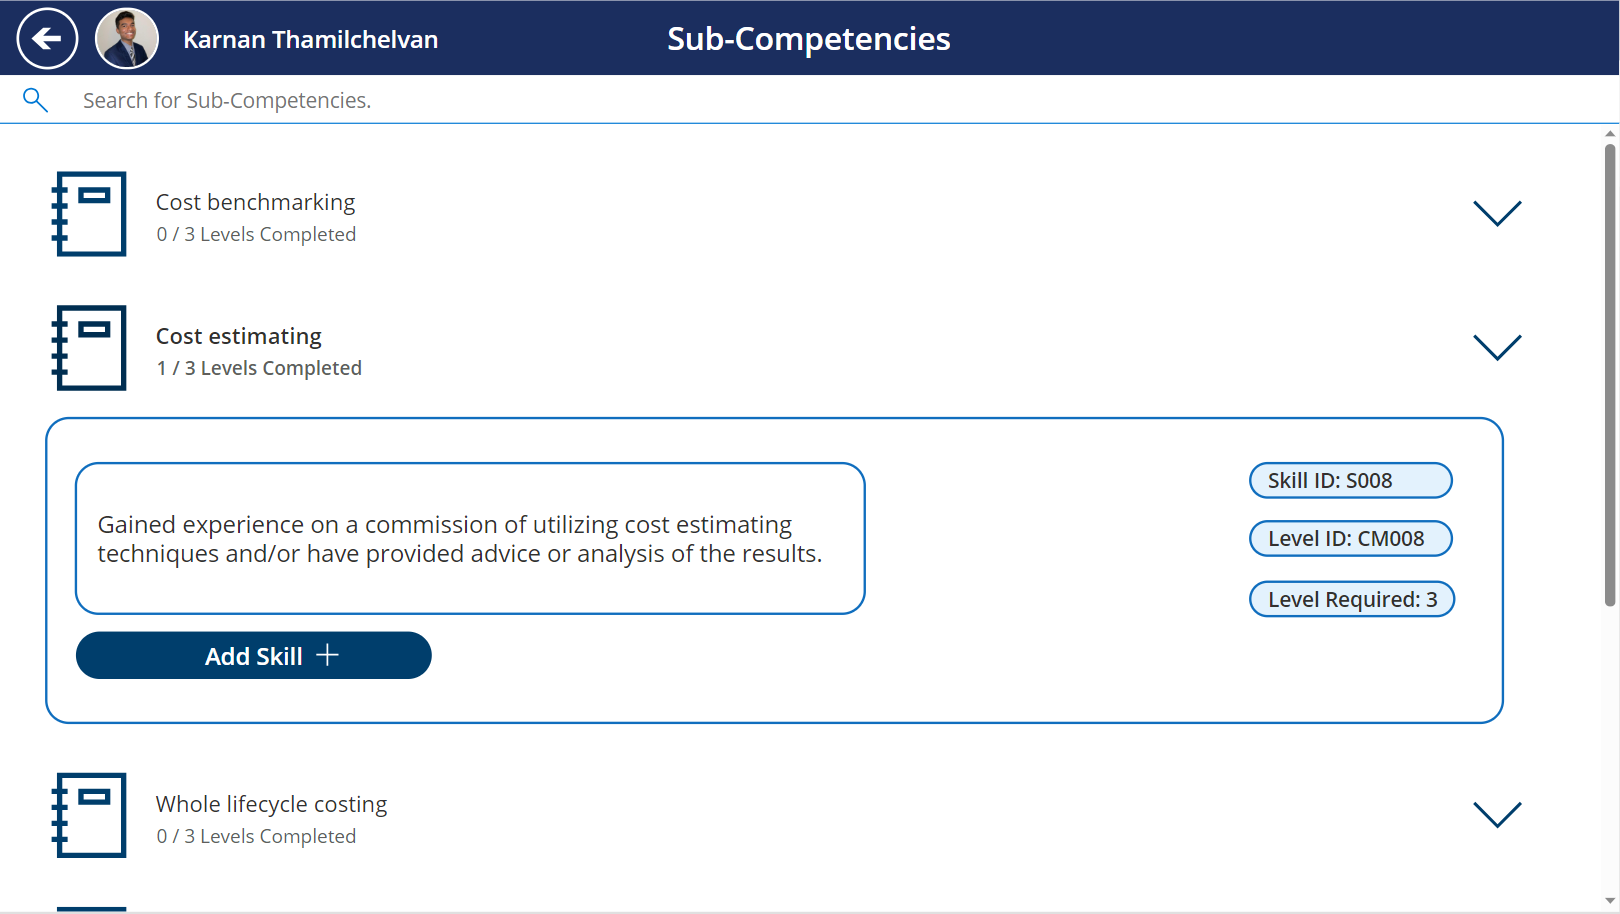 Karnan Thamilchelvan
Sub-Competencies
Search for Sub-Competencies.
Cost benchmarking
0 / 3 Levels Completed
Cost estimating
1 / 3 Levels Completed
Gained experience on a commission of utilizing cost estimating
techniques and/or have provided advice or analysis of the results.
Skill ID: S008
Level ID: CM008
Level Required: 3
Add Skill
Whole lifecycle costing
0 / 3 Levels Completed